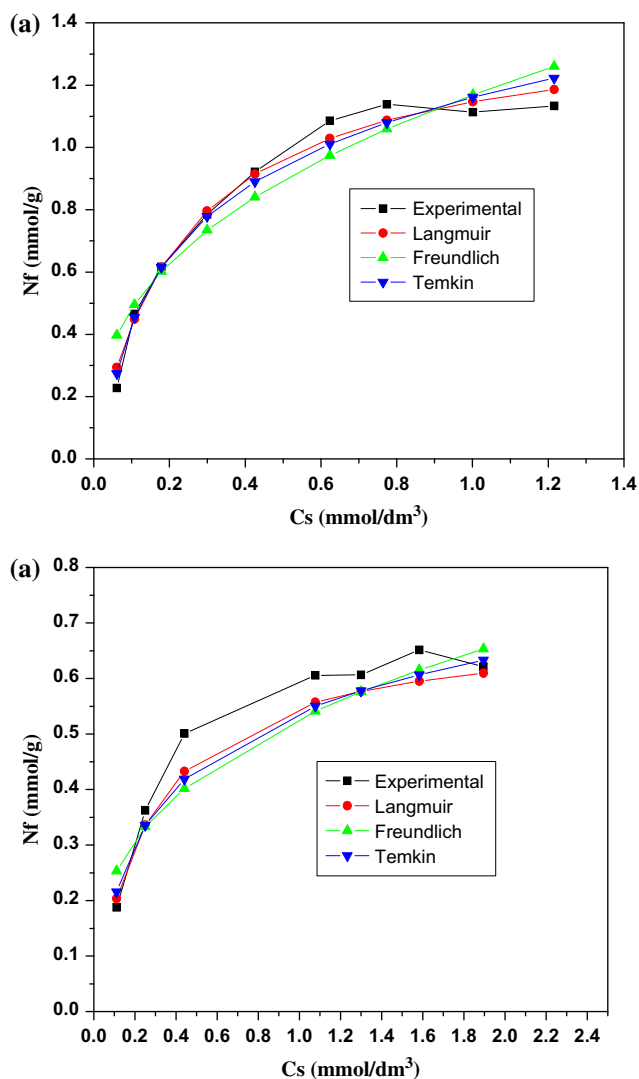 (a)
1.4
1.2
1.0
0.8
0.6
0.4
0.2
0.0
Nf (mmol/g)
Experimental
Langmuir
Freundlich
Temkin
0.0 0.2 0.4 0.6 0.8 1.0 1.2 1.4
Cs (mmol/dm³)
(a)
0.8
0.7
0.6
0.5
0.4
0.3
0.2
0.1
0.0
Nf (mmol/g)
Experimental
Langmuir
Freundlich
Temkin
0.0 0.2 0.4 0.6 0.8 1.0 1.2 1.4 1.6 1.8 2.0 2.2 2.4
Cs (mmol/dm³)